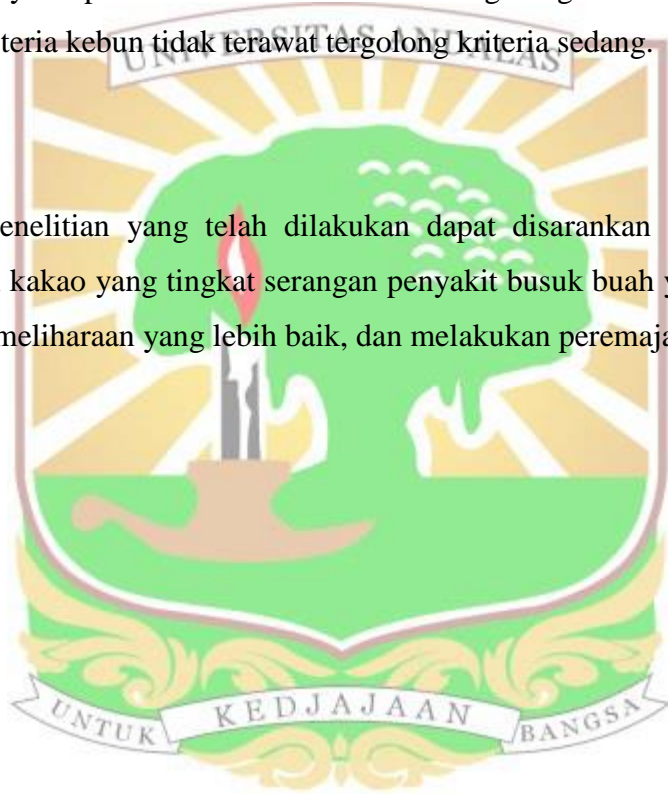 teria kebun tidak terawat tergolong kriteria sedang.
UNIVERSITAS ANDALAS
enelitian yang telah dilakukan dapat disarankan
kakao yang tingkat serangan penyakit busuk buah y
meliharaan yang lebih baik, dan melakukan peremaja
UNTUK KEDJAJAAN BANGSA